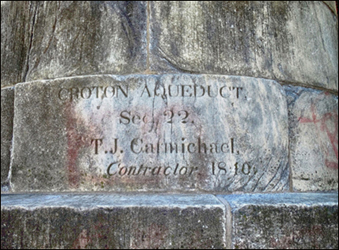 CROTON AQUEDUCT.
Sec. 22.
T. J. Carmichael,
Contractor. 1840.